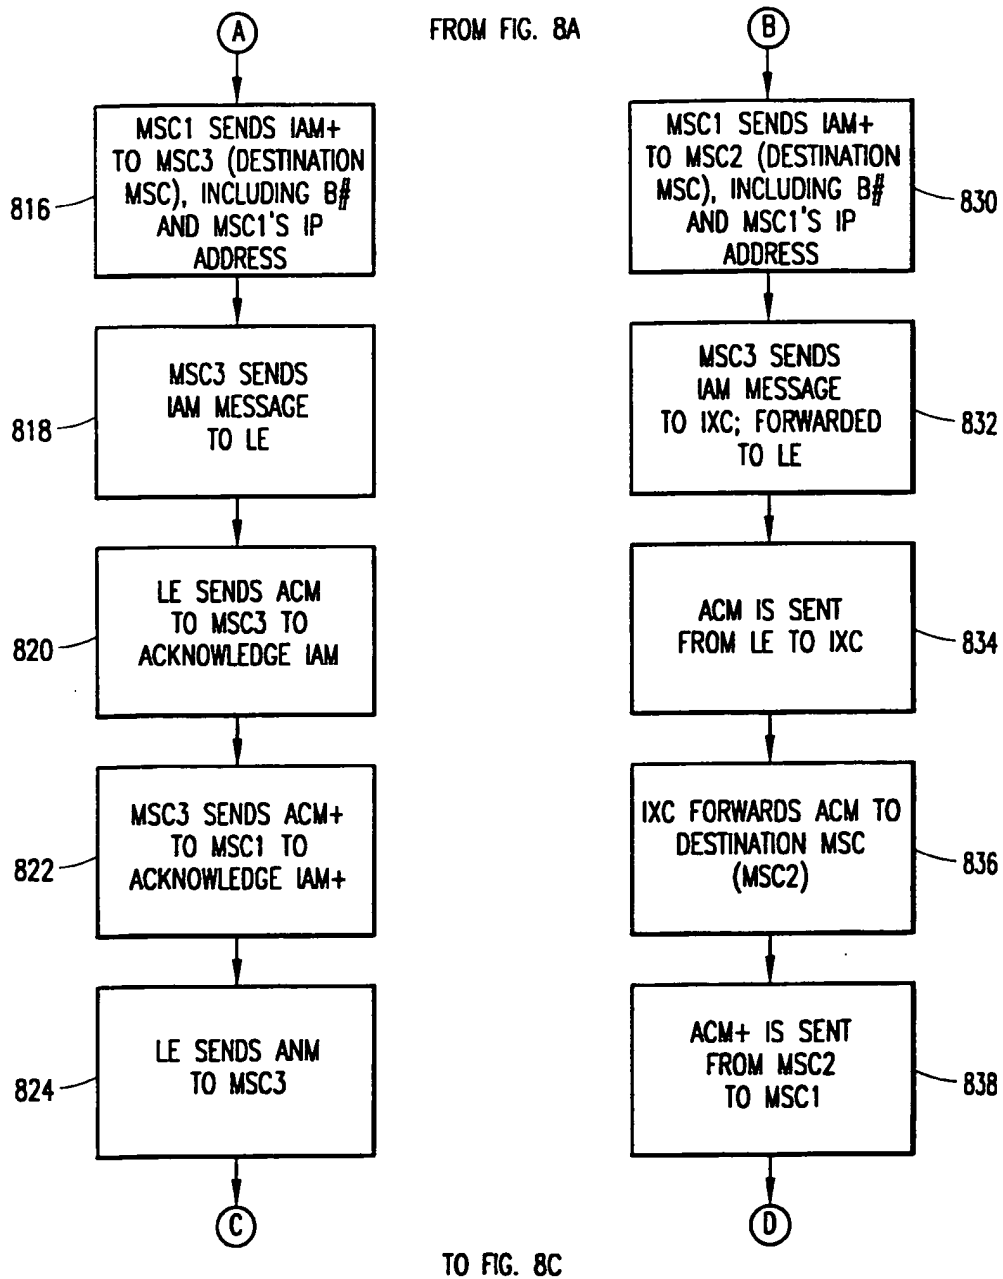 A
FROM FIG. 8A
B
MSC1 SENDS IAM+
TO MSC3 (DESTINATION
MSC), INCLUDING B#
AND MSC1'S IP
ADDRESS
816
MSC3 SENDS
IAM MESSAGE
TO LE
818
LE SENDS ACM
TO MSC3 TO
ACKNOWLEDGE IAM
820
MSC3 SENDS ACM+
TO MSC1 TO
ACKNOWLEDGE IAM+
822
LE SENDS ANM
TO MSC3
824
C
MSC1 SENDS IAM+
TO MSC2 (DESTINATION
MSC), INCLUDING B#
AND MSC1'S IP
ADDRESS
830
MSC3 SENDS
IAM MESSAGE
TO IXC; FORWARDED
TO LE
832
ACM IS SENT
FROM LE TO IXC
834
IXC FORWARDS ACM TO
DESTINATION MSC
(MSC2)
836
ACM+ IS SENT
FROM MSC2
TO MSC1
838
D
TO FIG. 8C